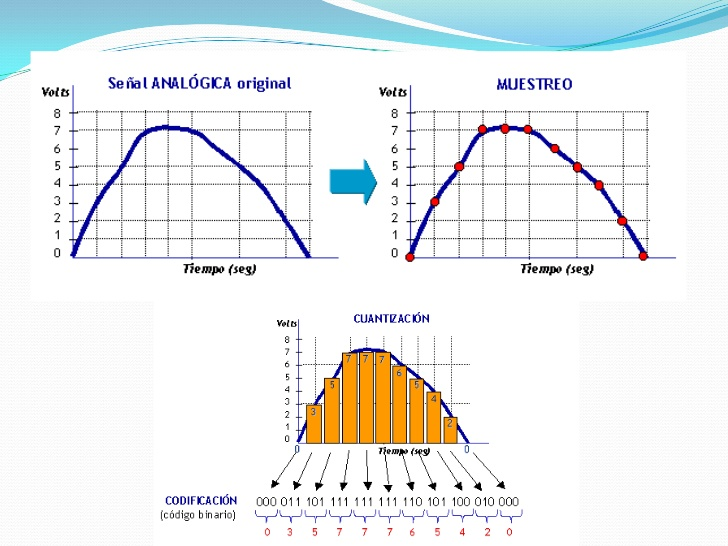 Señal ANALÓGICA original
Volts
8
7
6
5
4
3
2
1
0
Tiempo (seg)
MUESTREO
Volts
8
7
6
5
4
3
2
1
0
Tiempo (seg)
CUANTIZACIÓN
Volts
8
7
6
5
4
3
2
1
0
3 5 7 7 7 6 5 4 2
0 Tiempo (seg) 0
CODIFICACIÓN 000 011 101 111 111 111 110 101 100 010 000
(código binario) 0 3 5 7 7 7 6 5 4 2 0